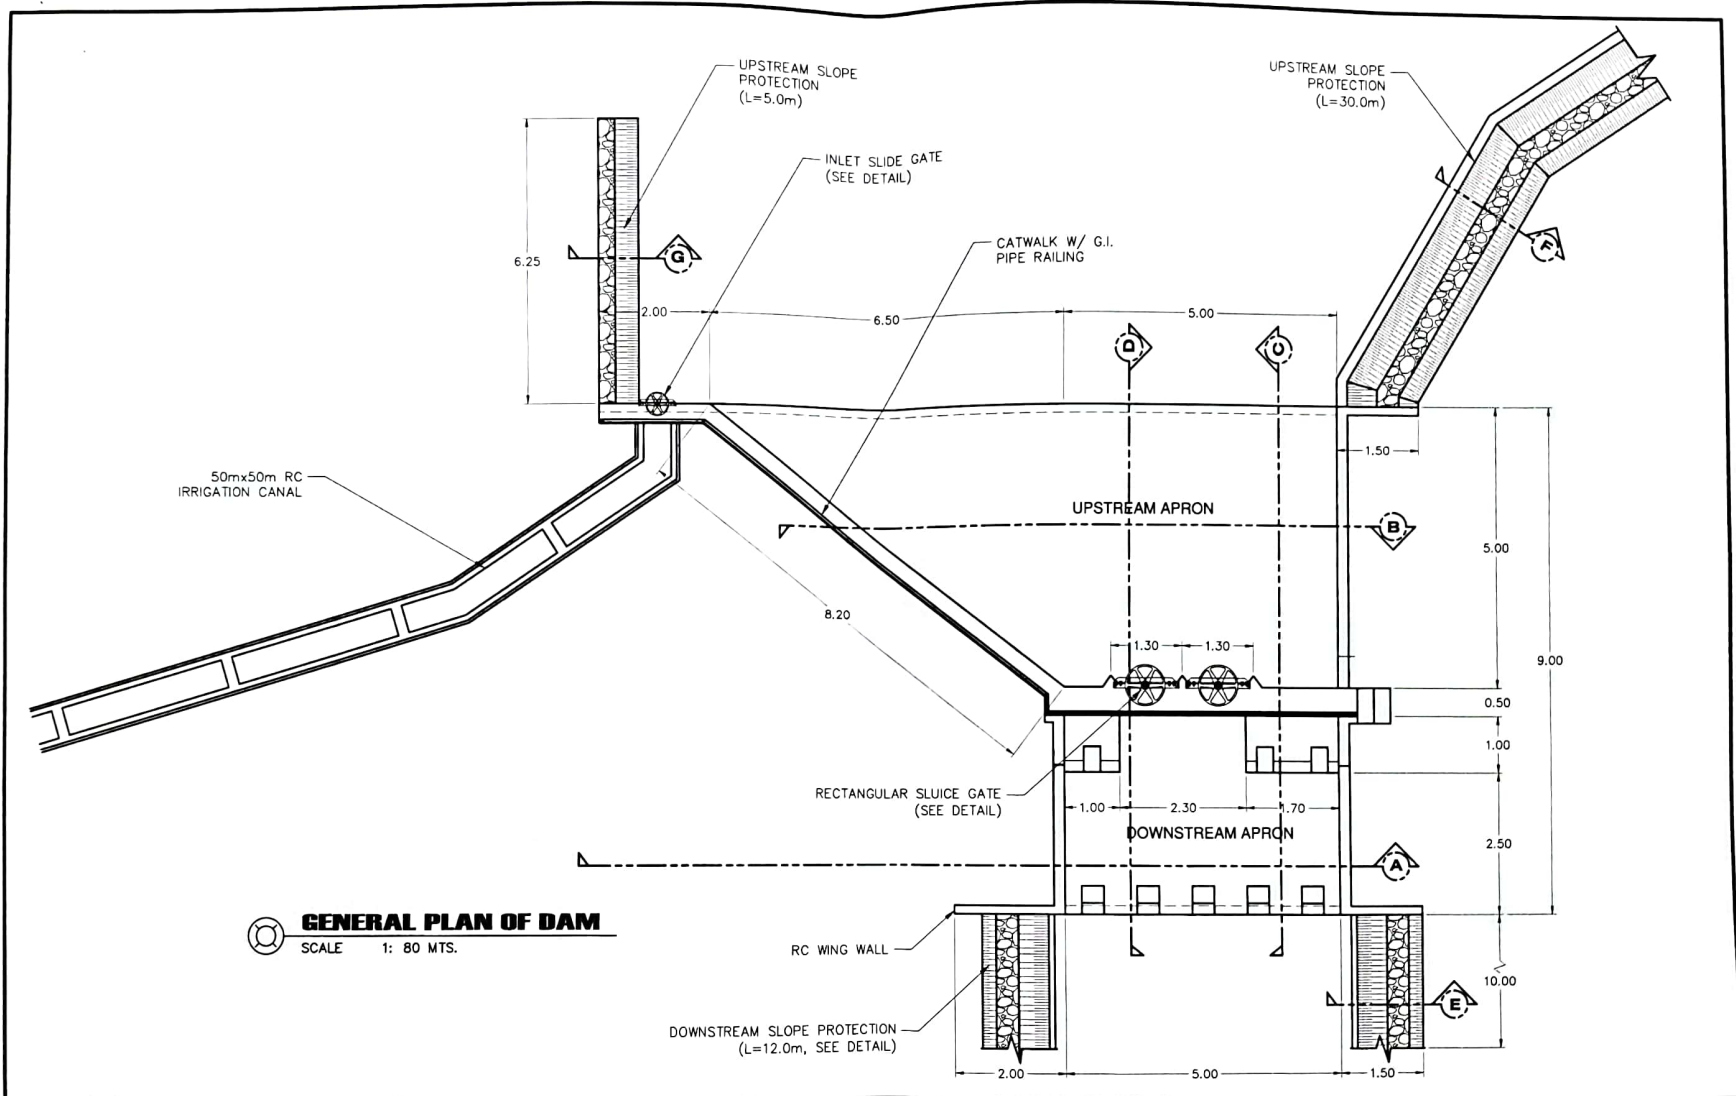 UPSTREAM SLOPE
PROTECTION
(L=5.0m)
UPSTREAM SLOPE
PROTECTION
(L=30.0m)
INLET SLIDE GATE
(SEE DETAIL)
CATWALK W/ G.I.
PIPE RAILING
6.25
G
F
2.00
6.50
5.00
D
C
1.50
50mx50m RC
IRRIGATION CANAL
UPSTREAM APRON
B
5.00
8.20
1.30
1.30
9.00
0.50
1.00
RECTANGULAR SLUICE GATE
(SEE DETAIL)
1.00
2.30
1.70
DOWNSTREAM APRON
2.50
A
GENERAL PLAN OF DAM
SCALE 1: 80 MTS.
RC WING WALL
10.00
E
DOWNSTREAM SLOPE PROTECTION
(L=12.0m, SEE DETAIL)
2.00
5.00
1.50